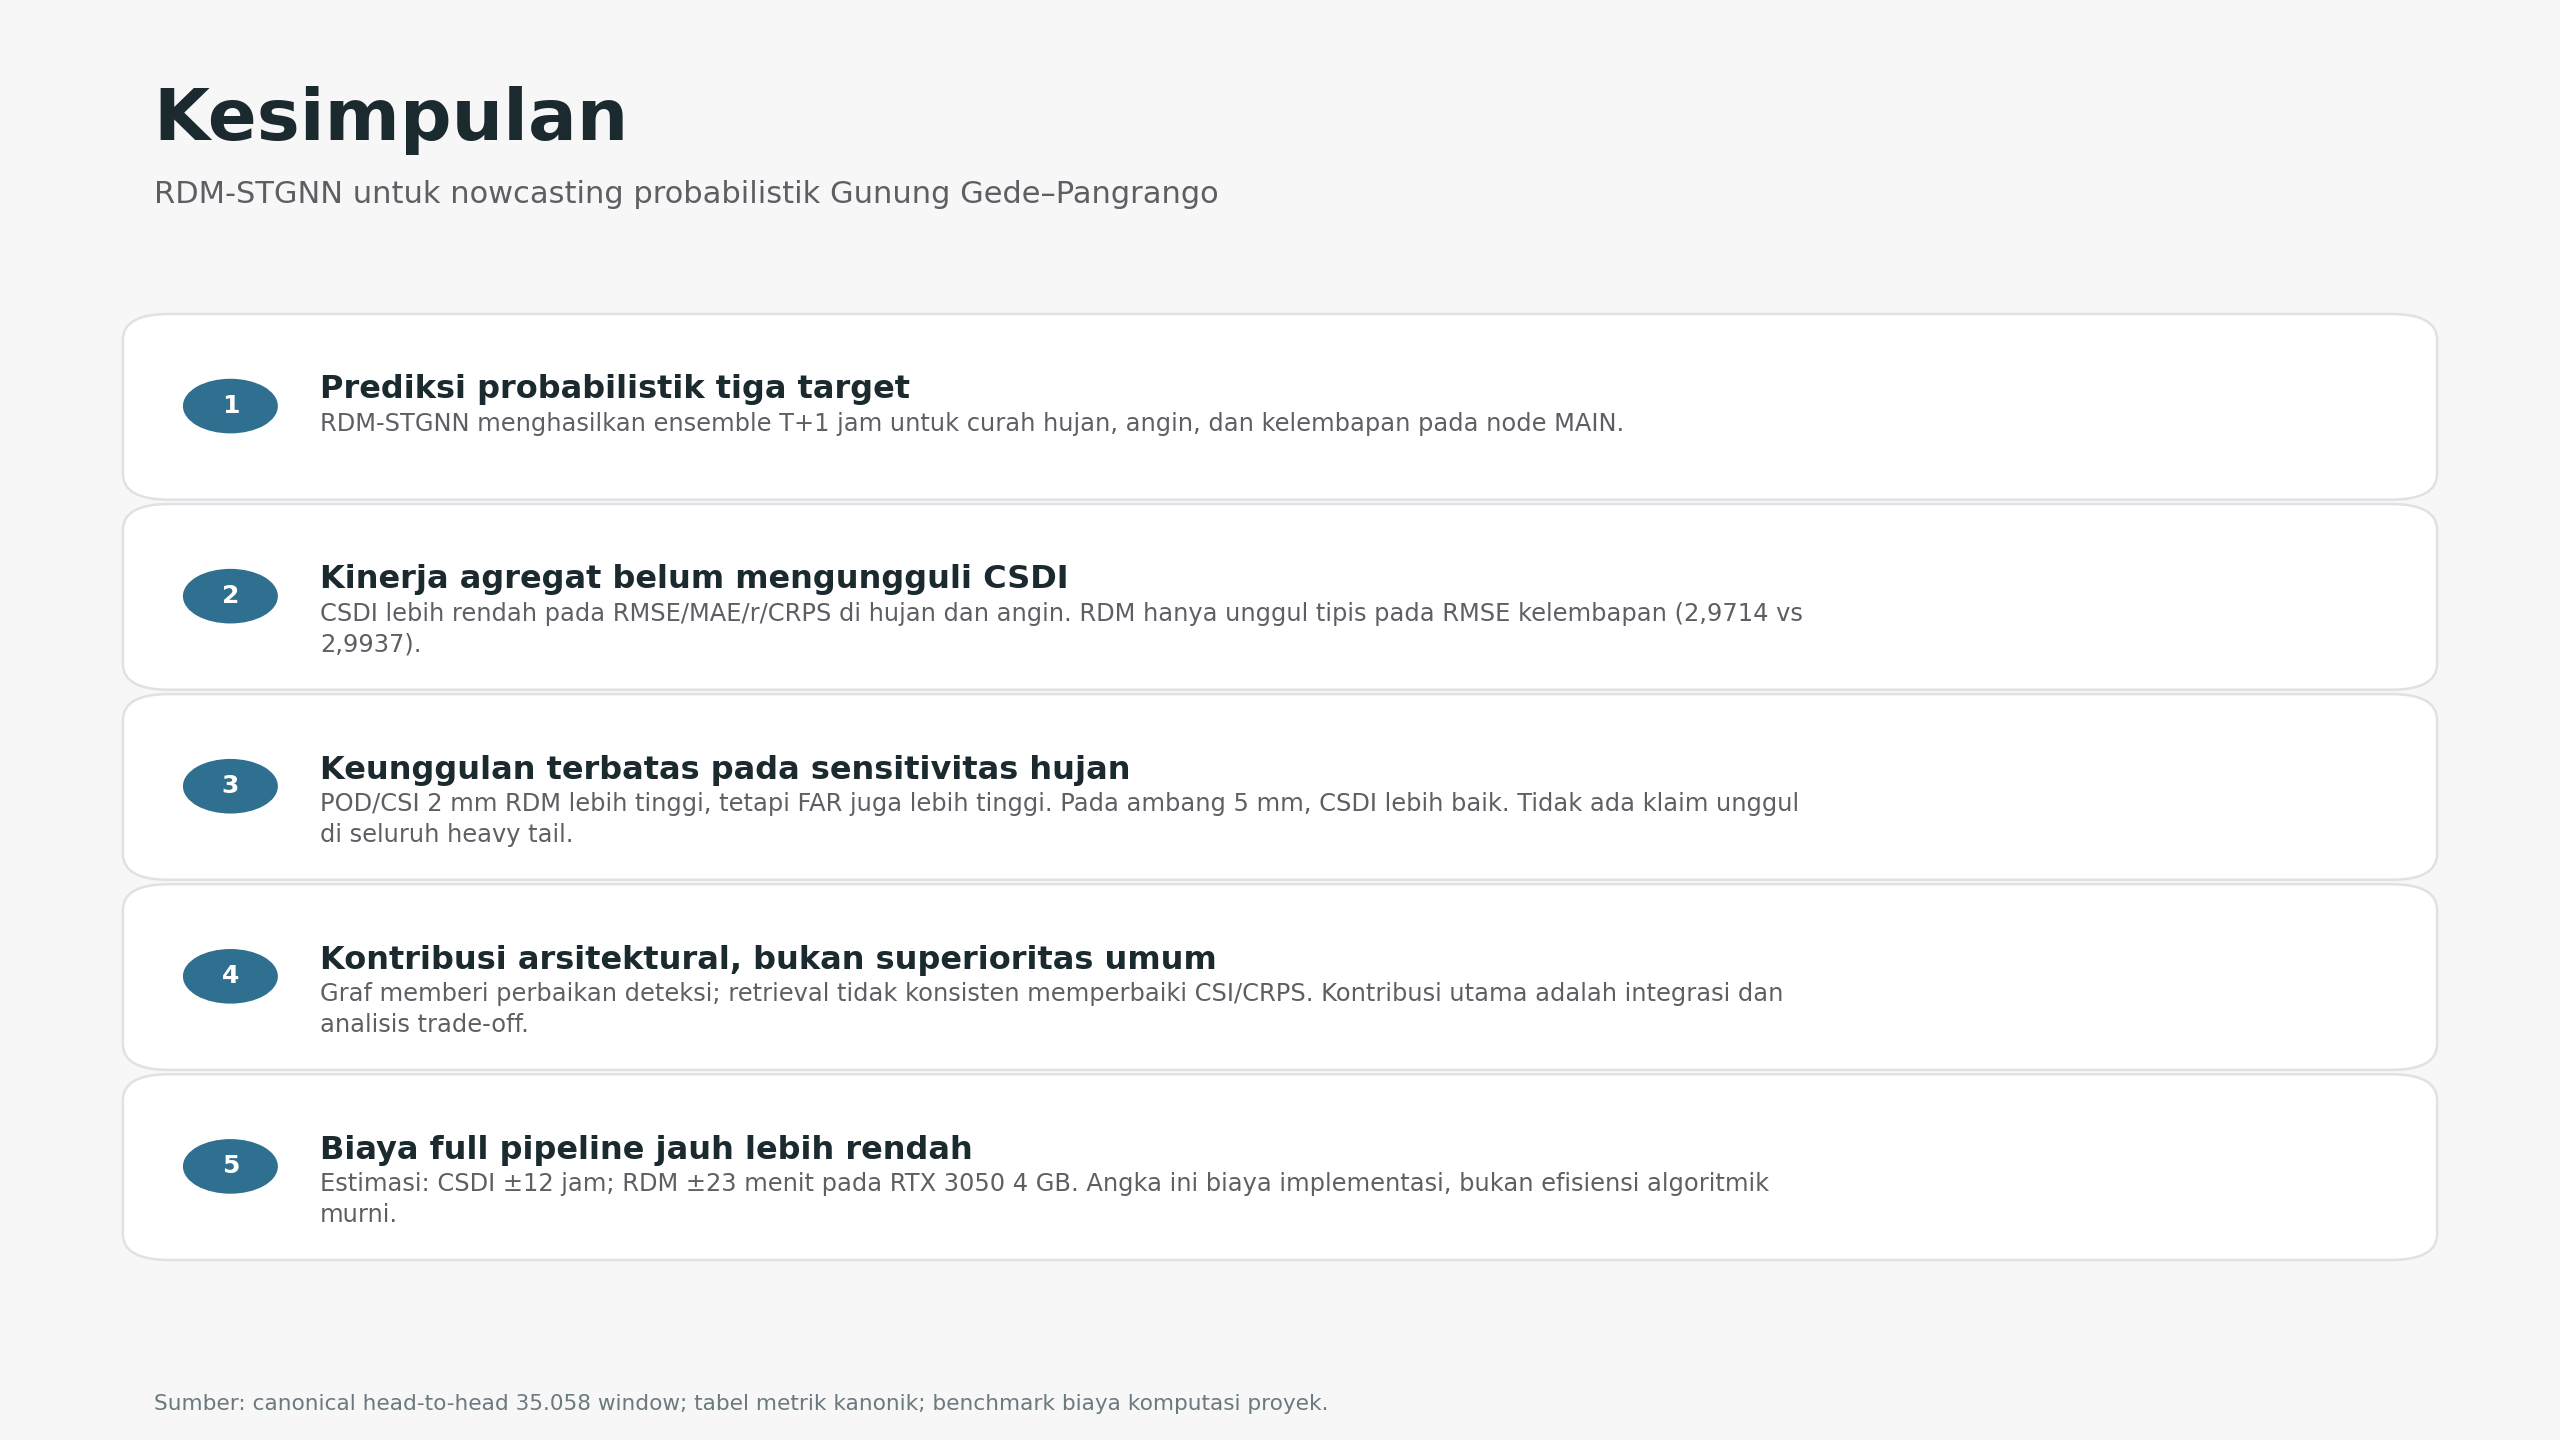 Kesimpulan
RDM-STGNN untuk nowcasting probabilistik Gunung Gede–Pangrango
1
Prediksi probabilistik tiga target
RDM-STGNN menghasilkan ensemble T+1 jam untuk curah hujan, angin, dan kelembapan pada node MAIN.
2
Kinerja agregat belum mengungguli CSDI
CSDI lebih rendah pada RMSE/MAE/r/CRPS di hujan dan angin. RDM hanya unggul tipis pada RMSE kelembapan (2,9714 vs
2,9937).
3
Keunggulan terbatas pada sensitivitas hujan
POD/CSI 2 mm RDM lebih tinggi, tetapi FAR juga lebih tinggi. Pada ambang 5 mm, CSDI lebih baik. Tidak ada klaim unggul
di seluruh heavy tail.
4
Kontribusi arsitektural, bukan superioritas umum
Graf memberi perbaikan deteksi; retrieval tidak konsisten memperbaiki CSI/CRPS. Kontribusi utama adalah integrasi dan
analisis trade-off.
5
Biaya full pipeline jauh lebih rendah
Estimasi: CSDI ±12 jam; RDM ±23 menit pada RTX 3050 4 GB. Angka ini biaya implementasi, bukan efisiensi algoritmik
murni.
Sumber: canonical head-to-head 35.058 window; tabel metrik kanonik; benchmark biaya komputasi proyek.